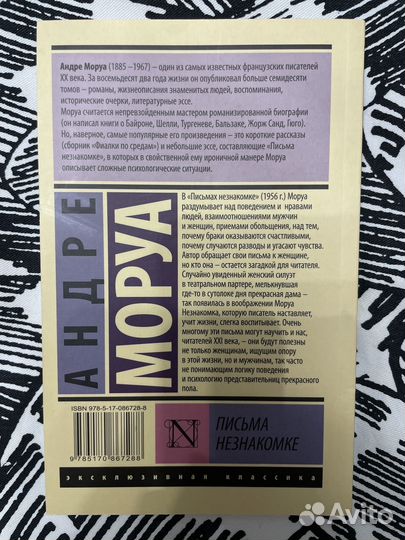 Андре Моруа (1885 –1967) – один из самых известных французских писателей
XX века. За восемьдесят два года жизни он опубликовал больше семидесяти
томов – романы, жизнеописания знаменитых людей, воспоминания,
исторические очерки, литературные эссе.
Моруа считается непревзойденным мастером романизированной биографии
(он написал книги о Байроне, Шелли, Тургеневе, Бальзаке, Жорж Санд, Гюго).
Но, наверное, самые популярные его произведения – это короткие рассказы
(сборник «Фиалки по средам») и небольшие эссе, составляющие «Письма
незнакомке», в которых в свойственной ему ироничной манере Моруа
описывает сложные психологические ситуации.
АНДРЕ
МОРУА
В «Письмах незнакомке» (1956 г.) Моруа
раздумывает над поведением и нравами
людей, взаимоотношениями мужчин
и женщин, приемами обольщения, над тем,
почему браки оказываются счастливыми,
почему случаются разводы и угасают чувства.
Автор обращает свои письма к женщине,
но кто она – остается загадкой для читателя.
Случайно увиденный женский силуэт
в театральном партере, мелькнувшая
где-то в сутолоке дня прекрасная дама –
так появилась в воображении Моруа
Незнакомка, которую писатель наставляет,
учит жизни, слегка воспитывает. Очень
многому эти письма могут научить и нас,
читателей XXI века, – они будут полезны
не только женщинам, ищущим опору
в этой жизни, но и мужчинам, так часто
не понимающим логику поведения
и психологию представительниц прекрасного
пола.
ISBN 978-5-17-086728-8
9 785170 867288
N
ПИСЬМА
НЕЗНАКОМКЕ
эксклюзивная классика
Avito